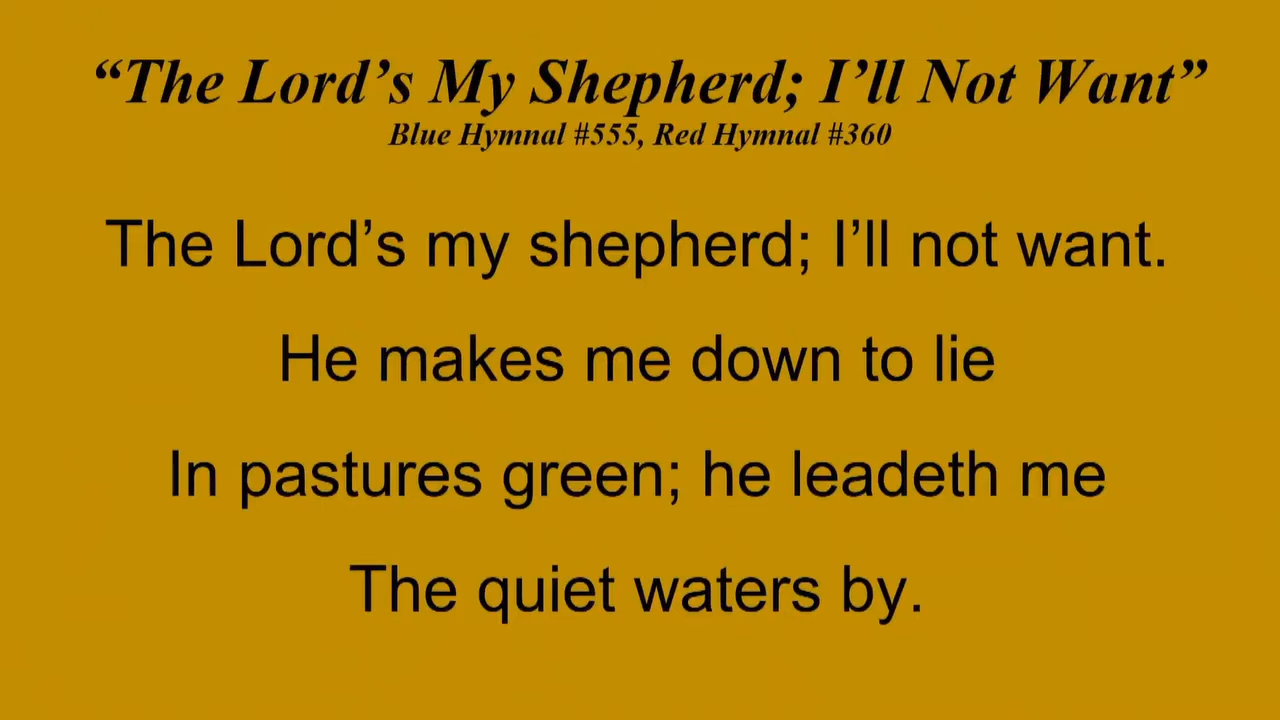 “The Lord’s My Shepherd; I’ll Not Want”
Blue Hymnal #555, Red Hymnal #360
The Lord’s my shepherd; I’ll not want.
He makes me down to lie
In pastures green; he leadeth me
The quiet waters by.